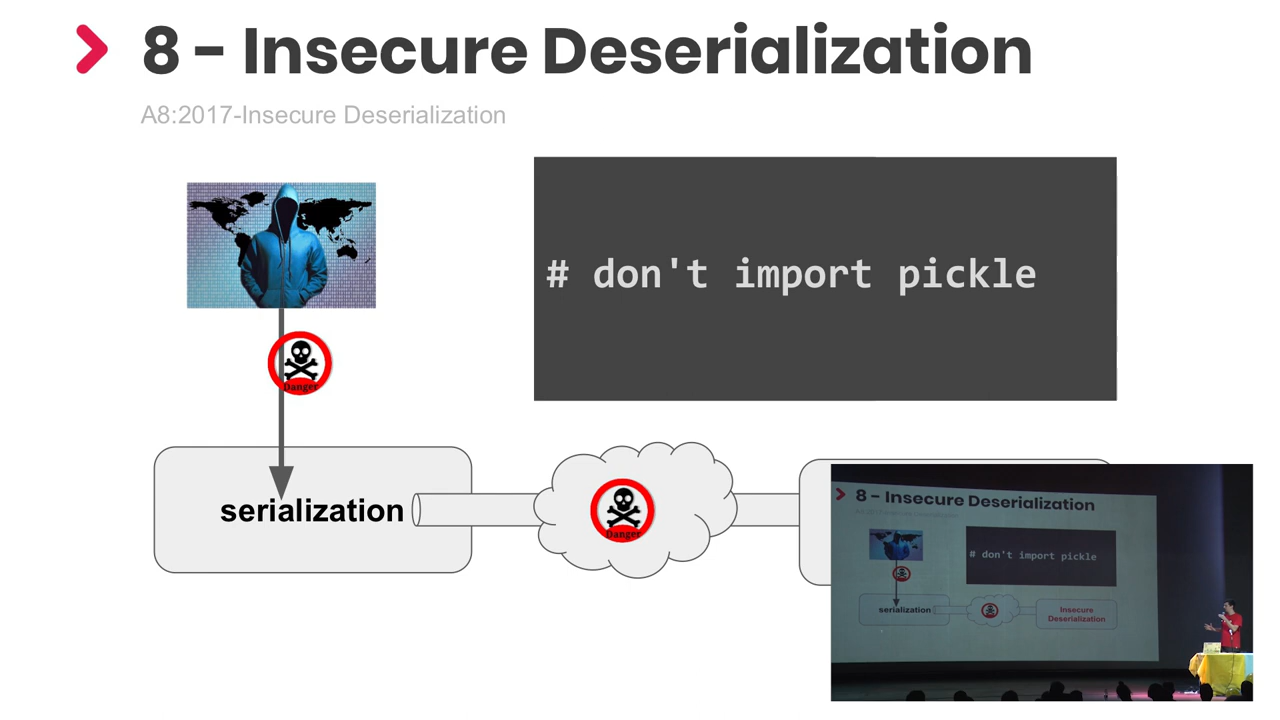 8 - Insecure Deserialization
A8:2017-Insecure Deserialization
# don't import pickle
Danger
serialization
Danger
8 - Insecure Deserialization
# don't import pickle
serialization
Insecure
Deserialization